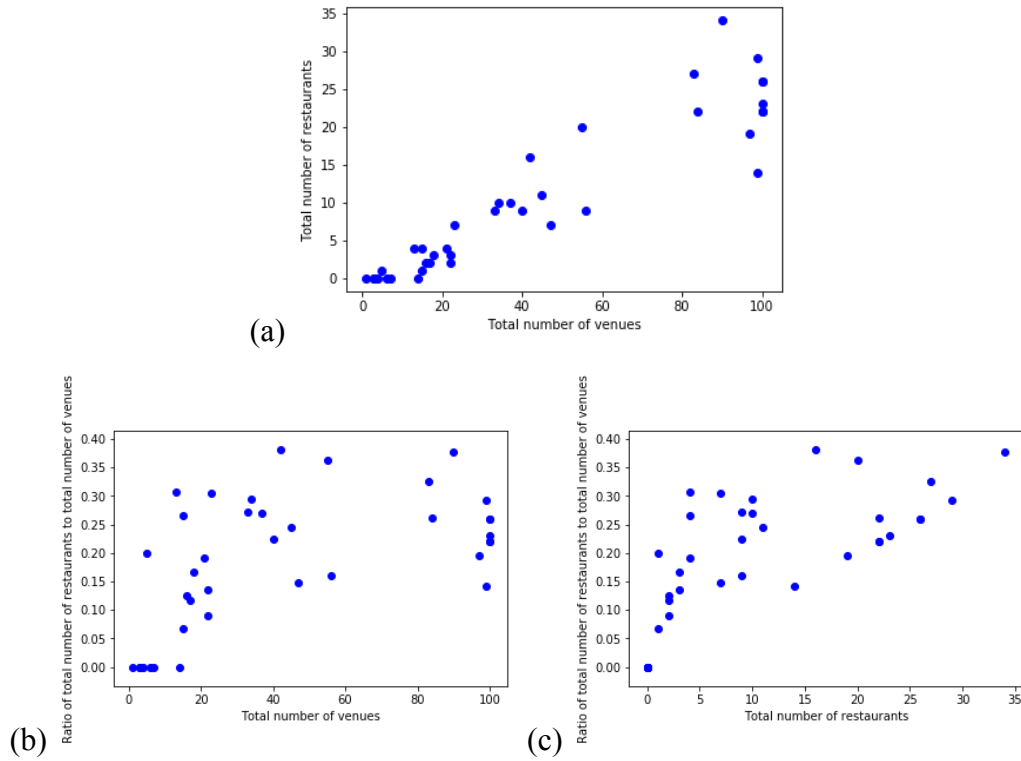 35
30
25
20
15
10
5
0
Total number of restaurants
0 20 40 60 80 100
Total number of venues
(a)
Ratio of total number of restaurants to total number of venues
0.40
0.35
0.30
0.25
0.20
0.15
0.10
0.05
0.00
0 20 40 60 80 100
Total number of venues
(b)
Ratio of total number of restaurants to total number of venues
0.40
0.35
0.30
0.25
0.20
0.15
0.10
0.05
0.00
0 5 10 15 20 25 30 35
Total number of restaurants
(c)